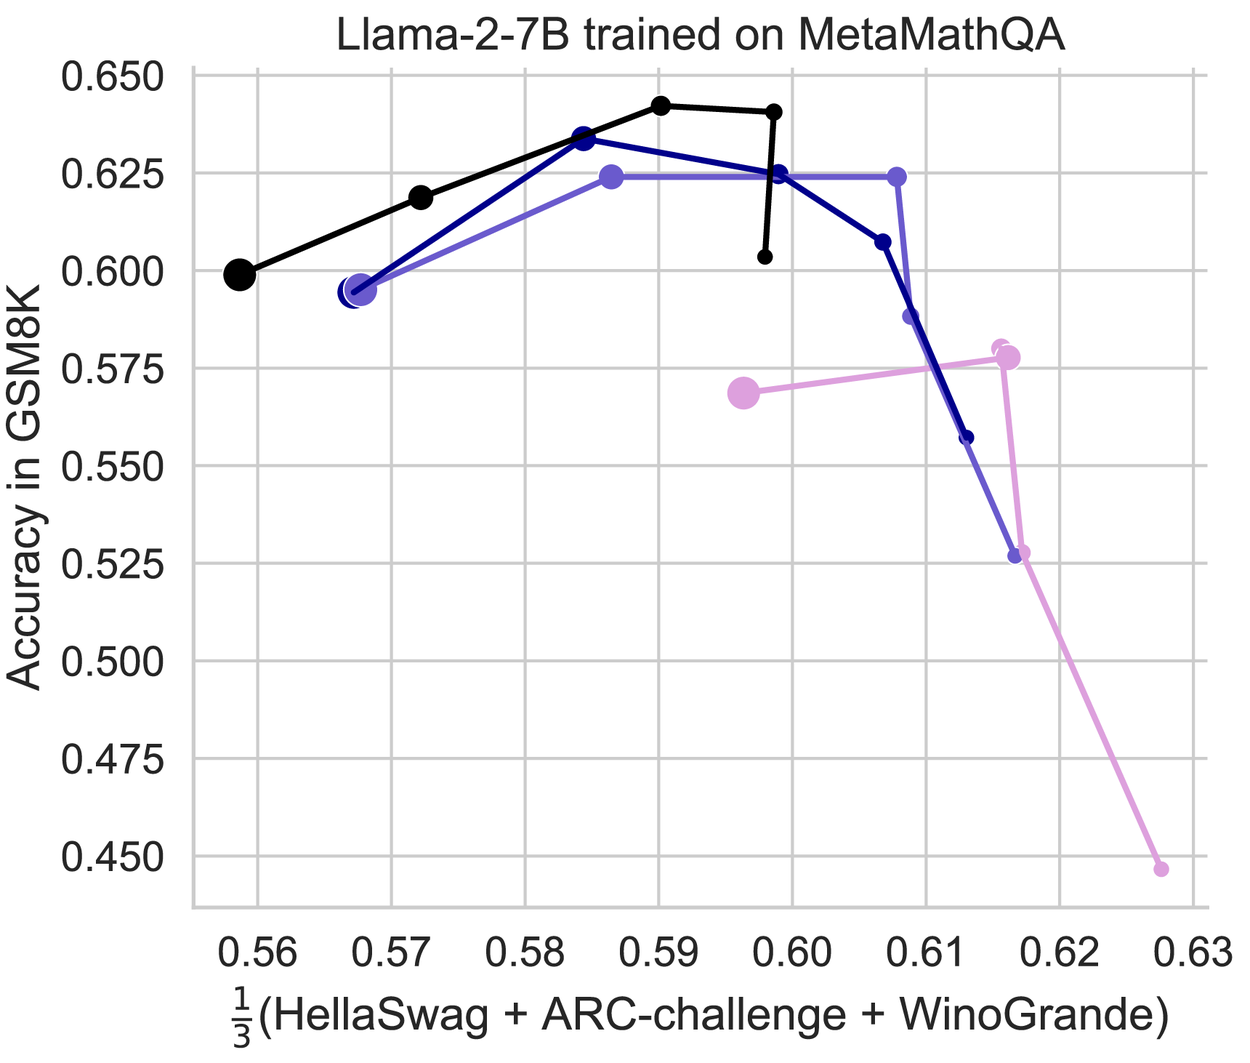 Llama-2-7B trained on MetaMathQA
0.650
0.625
0.600
0.575
0.550
0.525
0.500
0.475
0.450
Accuracy in GSM8K
0.56 0.57 0.58 0.59 0.60 0.61 0.62 0.63
1/3(HellaSwag + ARC-challenge + WinoGrande)